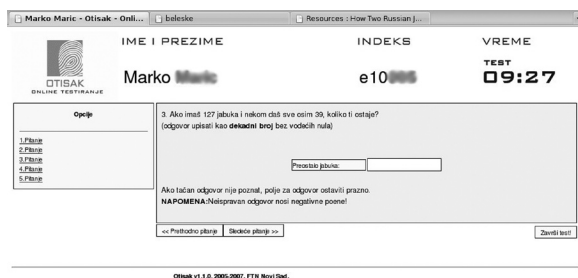 Marko Maric - Otisak - Onli...
beleske
Resources : How Two Russian J...
IME I PREZIME
INDEKS
VREME
OTISAK
ONLINE TESTIRANJE
Marko
e10
TEST
09:27
Opcije
1.Pitanje
2.Pitanje
3.Pitanje
4.Pitanje
5.Pitanje
3. Ako imaš 127 jabuka i nekom daš sve osim 39, koliko ti ostaje?
(odgovor upisati kao dekadni broj bez vodećih nula)
Preostalo jabuka:
Ako tačan odgovor nije poznat, polje za odgovor ostaviti prazno.
NAPOMENA:Neispravan odgovor nosi negativne poene!
<< Prethodno pitanje
Sledeće pitanje >>
Završi test!
Otisak v1.1.0, 2005-2007, FTN Novi Sad.